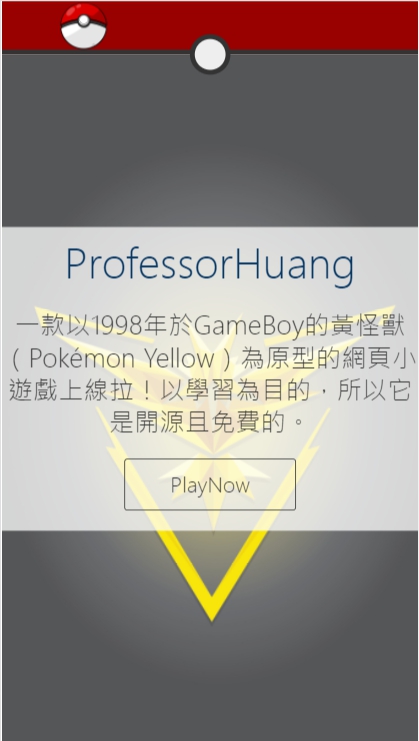 ProfessorHuang
一款以1998年於GameBoy的黃怪獸
（Pokémon Yellow）為原型的網頁小
遊戲上線拉！以學習為目的，所以它
是開源且免費的。
PlayNow